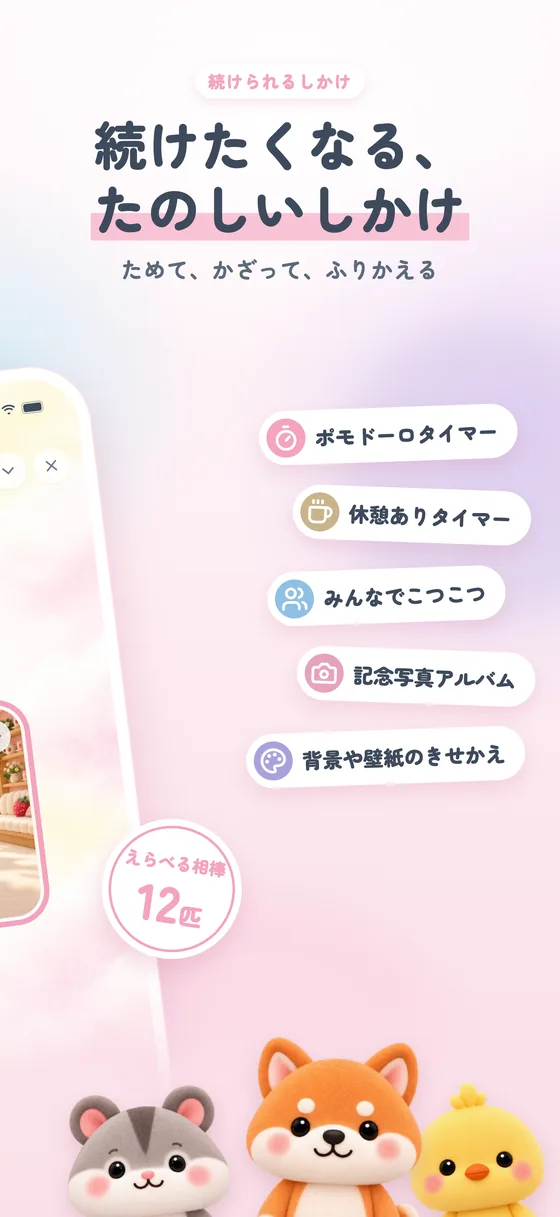 続けられるしかけ
続けたくなる、
たのしいしかけ
ためて、かざって、ふりかえる
ポモドーロタイマー
休憩ありタイマー
みんなでこつこつ
記念写真アルバム
背景や壁紙のきせかえ
えらべる相棒
12匹